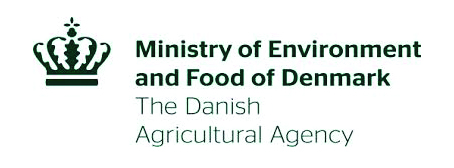 Ministry of Environment
and Food of Denmark
The Danish
Agricultural Agency